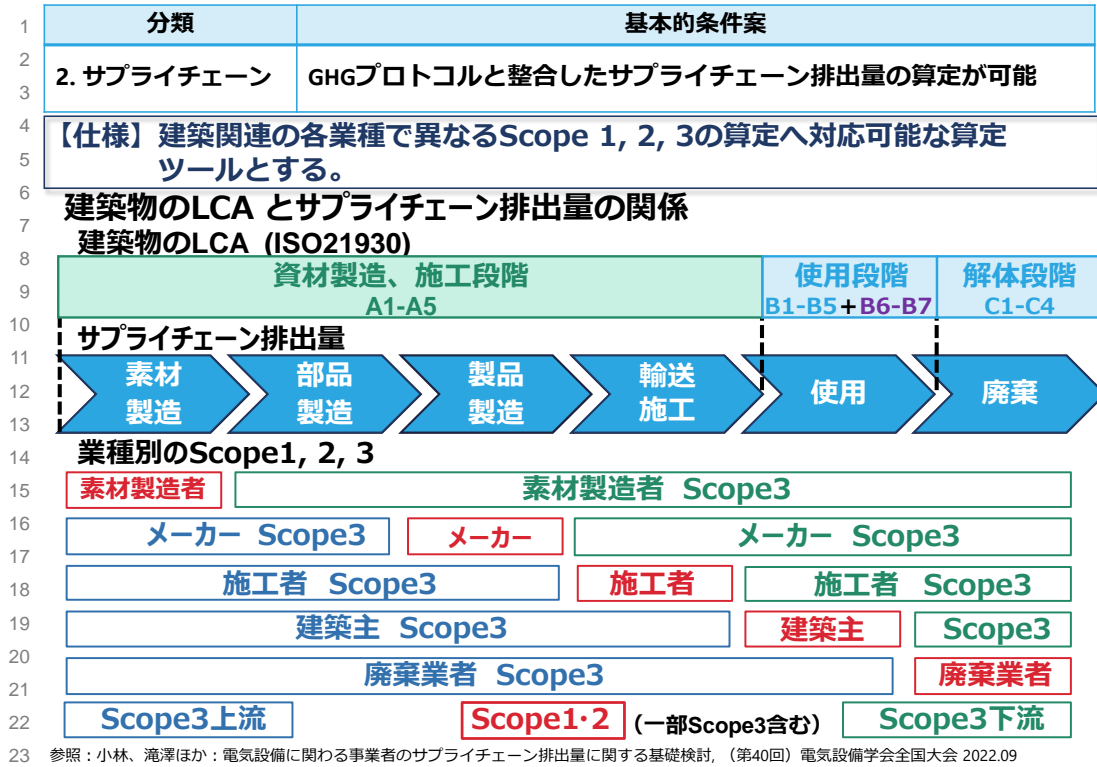 1
分類 基本的条件案
2
2. サプライチェーン GHGプロトコルと整合したサプライチェーン排出量の算定が可能
3
4
【仕様】建築関連の各業種で異なるScope 1, 2, 3の算定へ対応可能な算定
5
ツールとする。
6
建築物のLCA とサプライチェーン排出量の関係
7
建築物のLCA (ISO21930)
8
資材製造、施工段階 使用段階 解体段階
9
A1-A5 B1-B5+B6-B7 C1-C4
10
サプライチェーン排出量
11
素材 部品 製品 輸送
12
使用 廃棄
製造 製造 製造 施工
13
14
業種別のScope1, 2, 3
15
素材製造者 素材製造者 Scope3
16
メーカー Scope3 メーカー メーカー Scope3
17
18
施工者 Scope3 施工者 施工者 Scope3
19
建築主 Scope3 建築主 Scope3
20
廃棄業者 Scope3 廃棄業者
21
22
Scope3上流 Scope1・2 (一部Scope3含む) Scope3下流
23
参照：小林、滝澤ほか：電気設備に関わる事業者のサプライチェーン排出量に関する基礎検討, （第40回）電気設備学会全国大会 2022.09